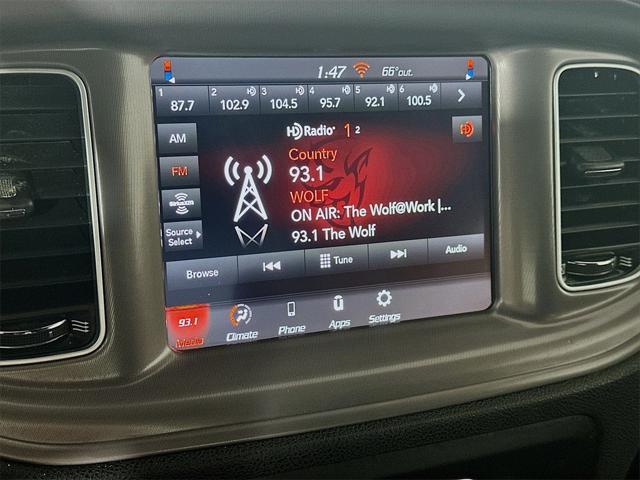 1:47 66° out.
1 2 3 4 5 6
87.7 102.9 104.5 95.7 92.1 100.5
AM
FM
SiriusXM
Source
Select
HD Radio 1 2
Country
93.1
WOLF
ON AIR: The Wolf@Work |...
93.1 The Wolf
Browse Tune Audio
93.1
Media Climate Phone Apps Settings